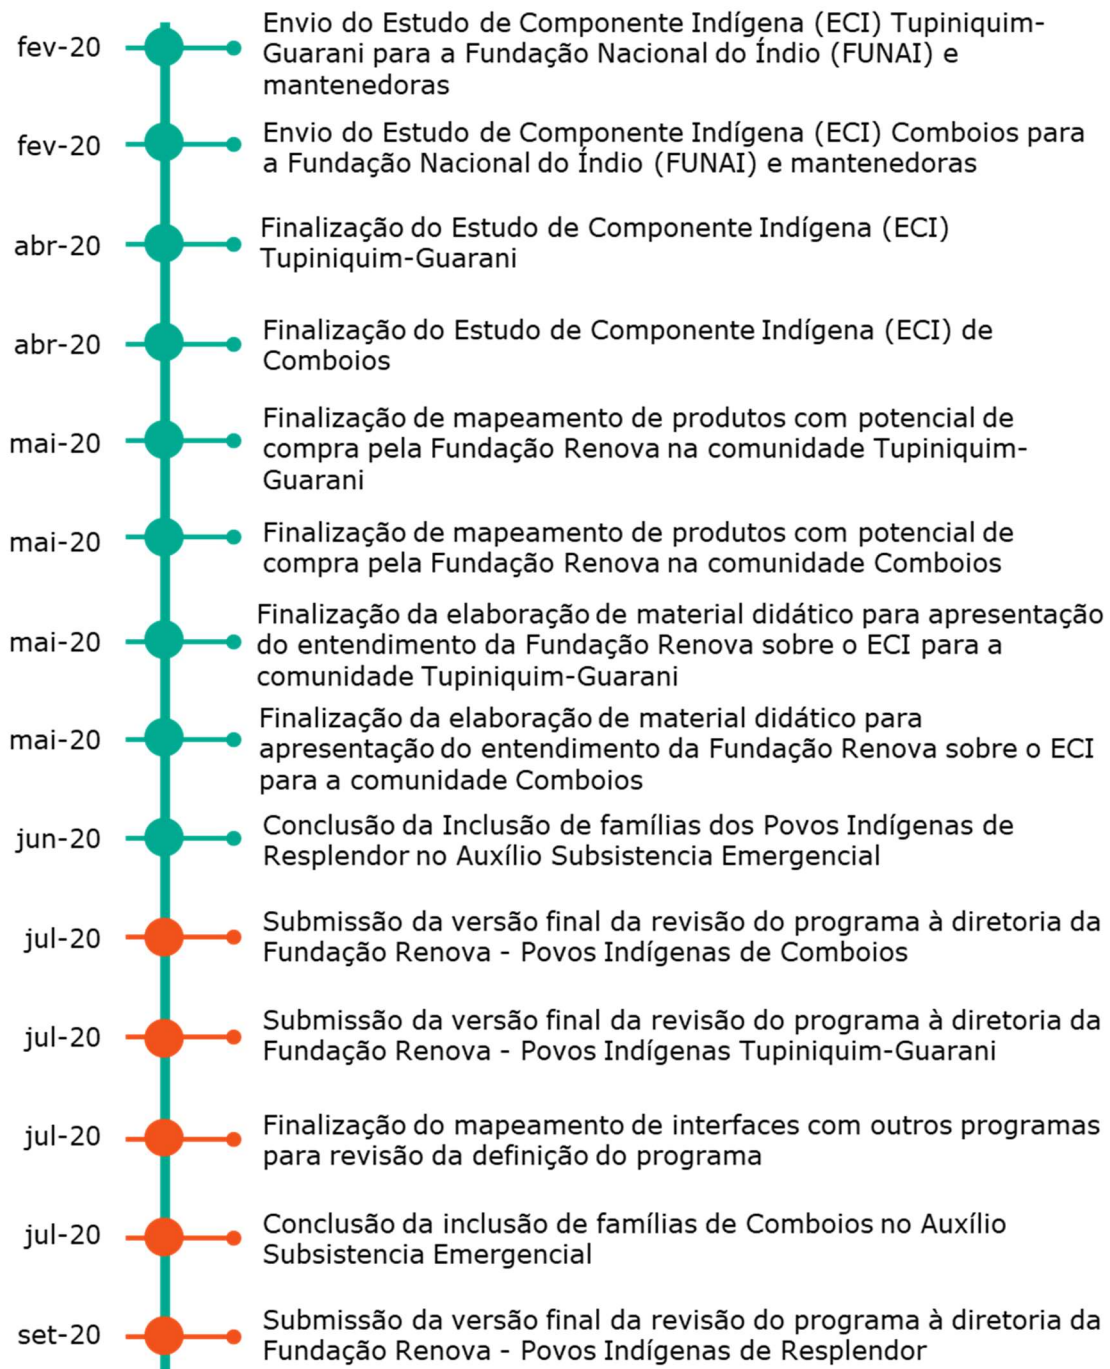 fev-20
Envio do Estudo de Componente Indígena (ECI) Tupiniquim-
Guarani para a Fundação Nacional do Índio (FUNAI) e
mantenedoras
fev-20
Envio do Estudo de Componente Indígena (ECI) Comboios para
a Fundação Nacional do Índio (FUNAI) e mantenedoras
abr-20
Finalização do Estudo de Componente Indígena (ECI)
Tupiniquim-Guarani
abr-20
Finalização do Estudo de Componente Indígena (ECI) de
Comboios
mai-20
Finalização de mapeamento de produtos com potencial de
compra pela Fundação Renova na comunidade Tupiniquim-
Guarani
mai-20
Finalização de mapeamento de produtos com potencial de
compra pela Fundação Renova na comunidade Comboios
mai-20
Finalização da elaboração de material didático para apresentação
do entendimento da Fundação Renova sobre o ECI para a
comunidade Tupiniquim-Guarani
mai-20
Finalização da elaboração de material didático para
apresentação do entendimento da Fundação Renova sobre o ECI
para a comunidade Comboios
jun-20
Conclusão da Inclusão de famílias dos Povos Indígenas de
Resplendor no Auxílio Subsistencia Emergencial
jul-20
Submissão da versão final da revisão do programa à diretoria da
Fundação Renova - Povos Indígenas de Comboios
jul-20
Submissão da versão final da revisão do programa à diretoria da
Fundação Renova - Povos Indígenas Tupiniquim-Guarani
jul-20
Finalização do mapeamento de interfaces com outros programas
para revisão da definição do programa
jul-20
Conclusão da inclusão de famílias de Comboios no Auxílio
Subsistencia Emergencial
set-20
Submissão da versão final da revisão do programa à diretoria da
Fundação Renova - Povos Indígenas de Resplendor